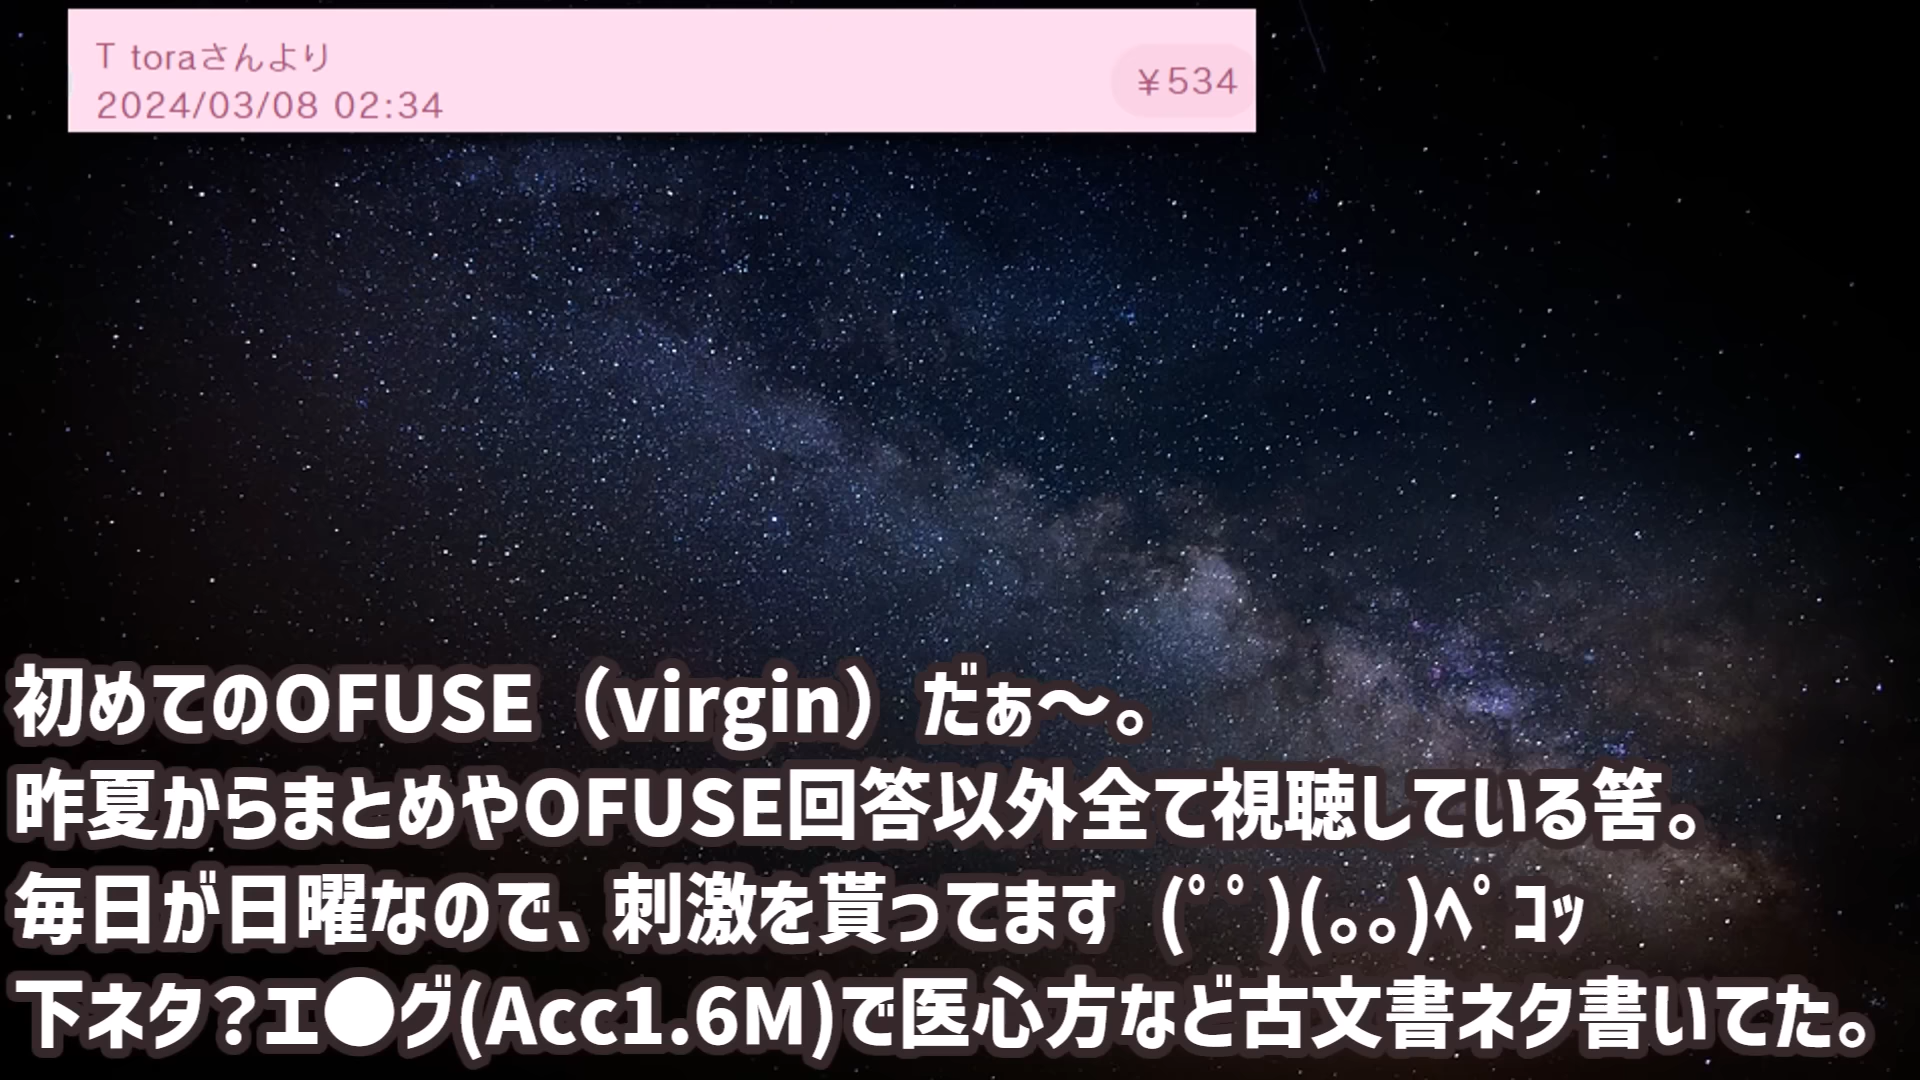 T toraさんより
2024/03/08 02:34
￥534
初めてのOFUSE（virgin）だぁ～。
昨夏からまとめやOFUSE回答以外全て視聴している筈。
毎日が日曜なので、刺激を貰ってます (ﾟﾟ)(｡｡)ﾍﾟｺｯ
下ネタ？エ●グ(Acc1.6M)で医心方など古文書ネタ書いてた。